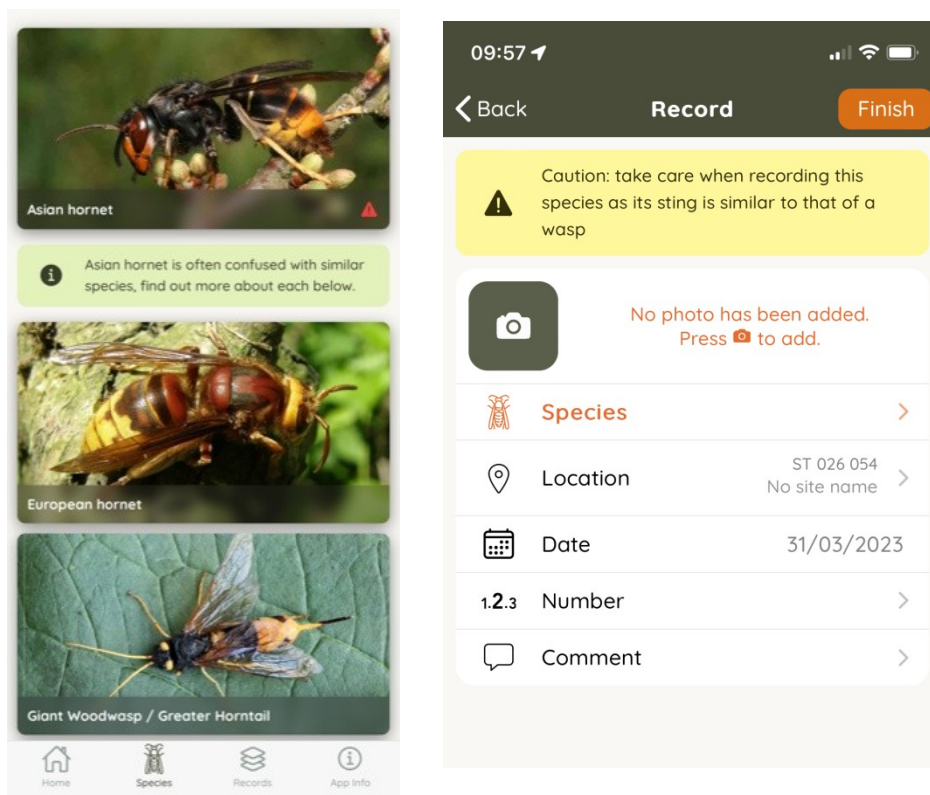 Asian hornet
Asian hornet is often confused with similar
species, find out more about each below.
European hornet
Giant Woodwasp / Greater Horntail
Home
Species
Records
App Info
09:57
Back
Record
Finish
Caution: take care when recording this
species as its sting is similar to that of a
wasp
No photo has been added.
Press to add.
Species
Location
ST 026 054
No site name
Date
31/03/2023
1.2.3
Number
Comment